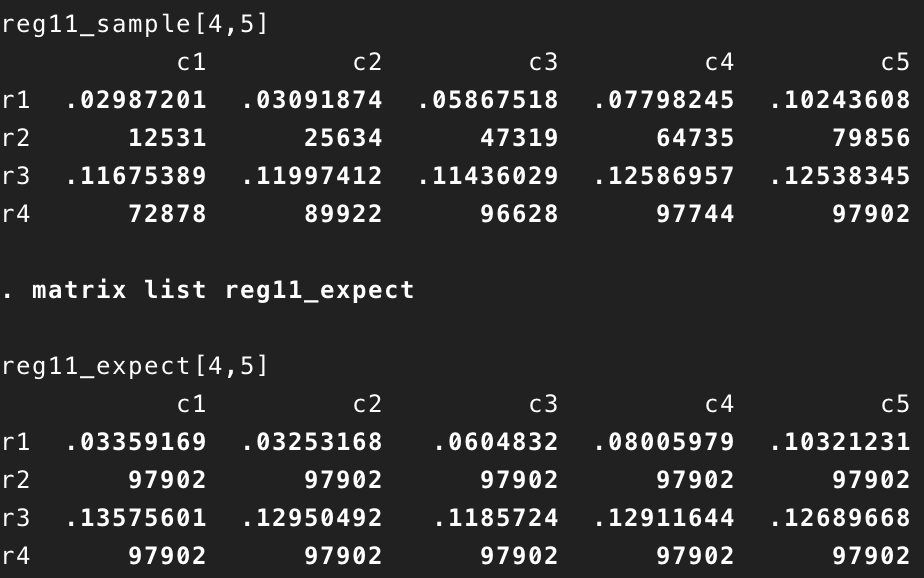 reg11_sample[4,5]
c1 c2 c3 c4 c5
r1 .02987201 .03091874 .05867518 .07798245 .10243608
r2 12531 25634 47319 64735 79856
r3 .11675389 .11997412 .11436029 .12586957 .12538345
r4 72878 89922 96628 97744 97902
. matrix list reg11_expect
reg11_expect[4,5]
c1 c2 c3 c4 c5
r1 .03359169 .03253168 .0604832 .08005979 .10321231
r2 97902 97902 97902 97902 97902
r3 .13575601 .12950492 .1185724 .12911644 .12689668
r4 97902 97902 97902 97902 97902